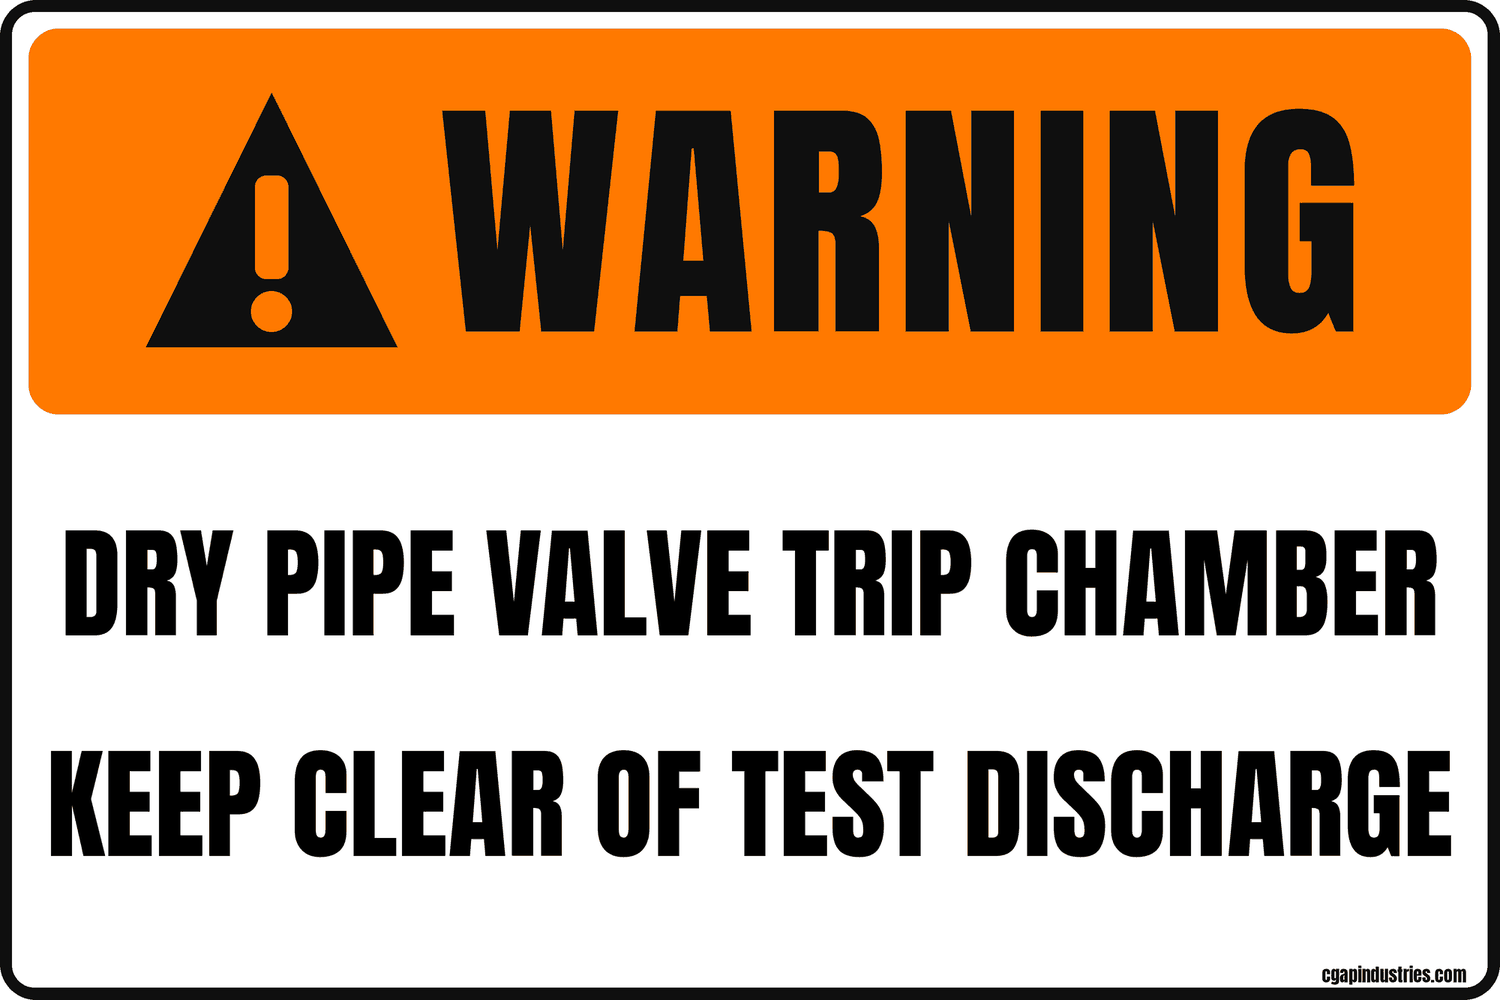 WARNING
DRY PIPE VALVE TRIP CHAMBER
KEEP CLEAR OF TEST DISCHARGE
cgapindustries.com